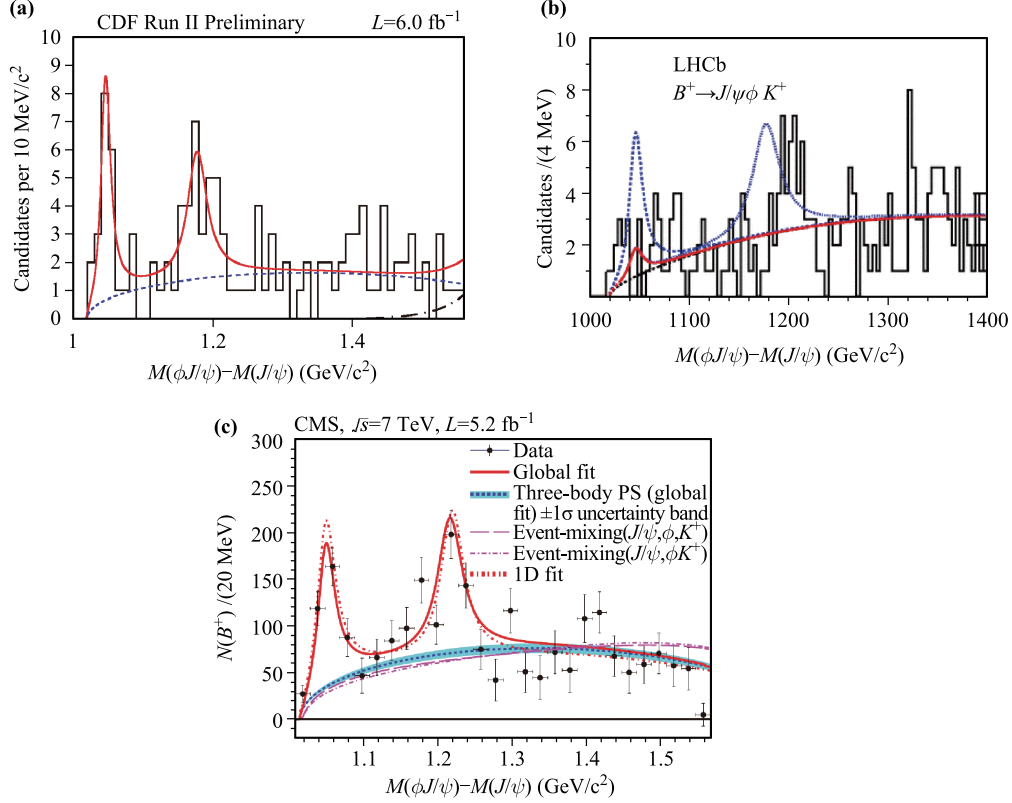 (a)
CDF Run II Preliminary L=6.0 fb⁻¹
Candidates per 10 MeV/c²
10
9
8
7
6
5
4
3
2
1
0
1 1.2 1.4
M(ϕJ/ψ)−M(J/ψ) (GeV/c²)
(b)
LHCb
B⁺→J/ψϕ K⁺
Candidates /(4 MeV)
10
8
6
4
2
1000 1100 1200 1300 1400
M(ϕJ/ψ)−M(J/ψ) (GeV/c²)
(c)
CMS, √s=7 TeV, L=5.2 fb⁻¹
N(B⁺) /(20 MeV)
300
250
200
150
100
50
0
Data
Global fit
Three-body PS (global
fit) ±1σ uncertainty band
Event-mixing(J/ψ,ϕ,K⁺)
Event-mixing(J/ψ,ϕK⁺)
1D fit
1.1 1.2 1.3 1.4 1.5
M(ϕJ/ψ)−M(J/ψ) (GeV/c²)